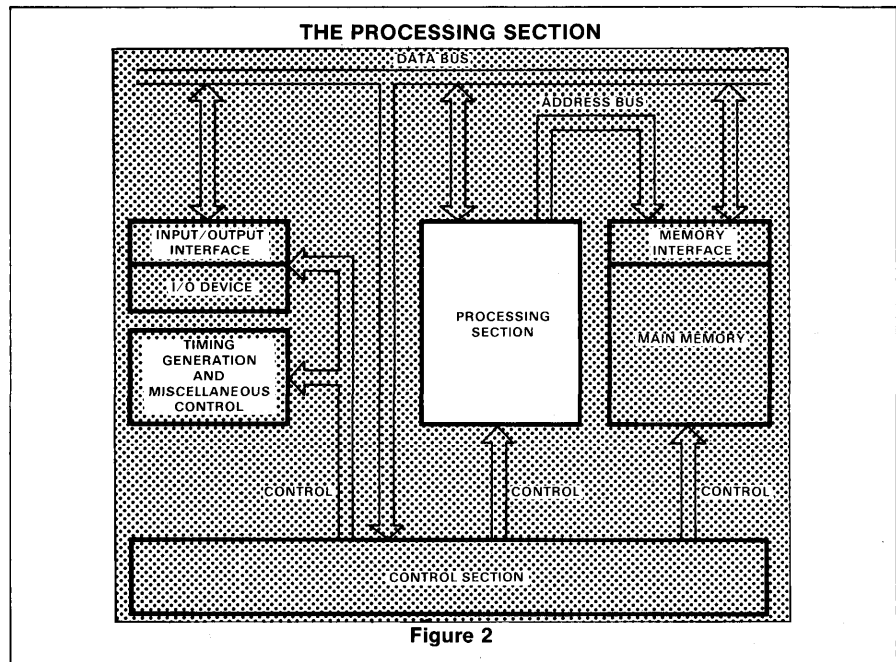 THE PROCESSING SECTION
DATA BUS
ADDRESS BUS
INPUT/OUTPUT
INTERFACE
I/O DEVICE
TIMING
GENERATION
AND
MISCELLANEOUS
CONTROL
PROCESSING
SECTION
MEMORY
INTERFACE
MAIN MEMORY
CONTROL
CONTROL
CONTROL
CONTROL SECTION
Figure 2